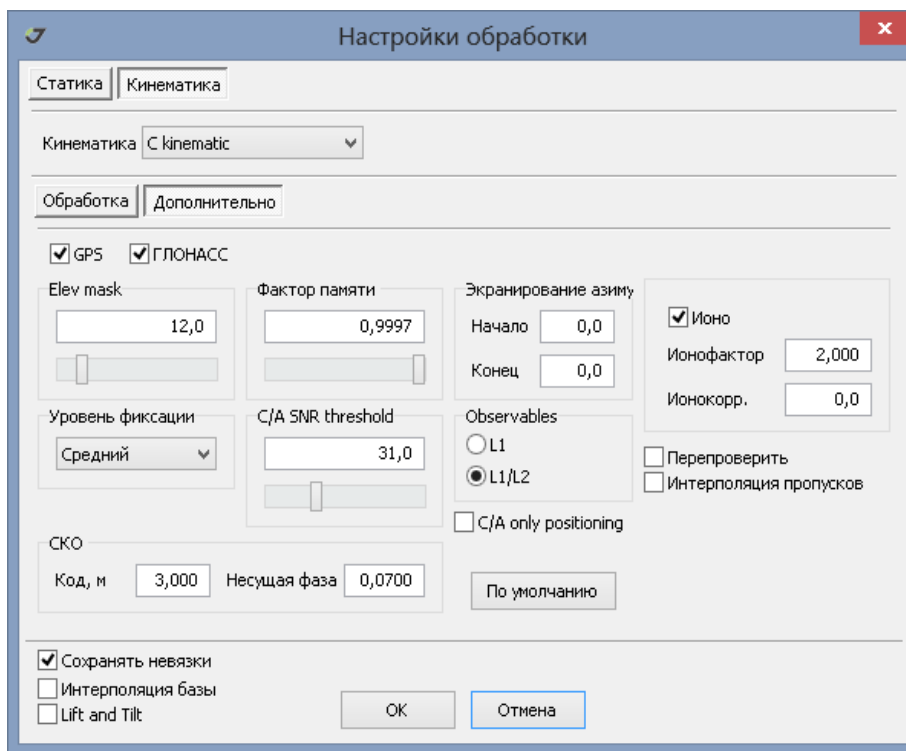 Настройки обработки
Статика Кинематика
Кинематика C kinematic
Обработка Дополнительно
GPS ГЛОНАСС
Elev mask Фактор памяти Экранирование азиму
12,0 0,9997 Начало 0,0 Ионо
Конец 0,0 Ионофактор 2,000
Ионокорр. 0,0
Уровень фиксации C/A SNR threshold Observables
Средний 31,0 L1
L1/L2
Перепроверить
Интерполяция пропусков
C/A only positioning
СКО
Код, м 3,000 Несущая фаза 0,0700 По умолчанию
Сохранять невязки
Интерполяция базы
Lift and Tilt
OK Отмена